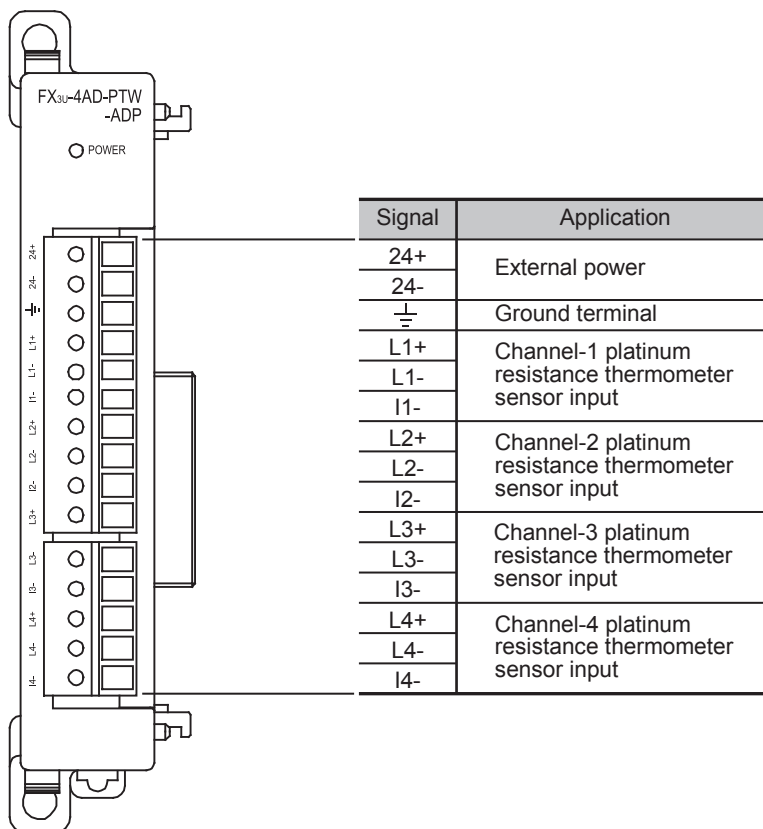 FX3U-4AD-PTW
-ADP
POWER
24+
24-
⏚
L1+
L1-
I1-
L2+
L2-
I2-
L3+
L3-
I3-
L4+
L4-
I4-
Signal Application
24+
24-
External power
⏚ Ground terminal
L1+
L1-
I1-
Channel-1 platinum
resistance thermometer
sensor input
L2+
L2-
I2-
Channel-2 platinum
resistance thermometer
sensor input
L3+
L3-
I3-
Channel-3 platinum
resistance thermometer
sensor input
L4+
L4-
I4-
Channel-4 platinum
resistance thermometer
sensor input